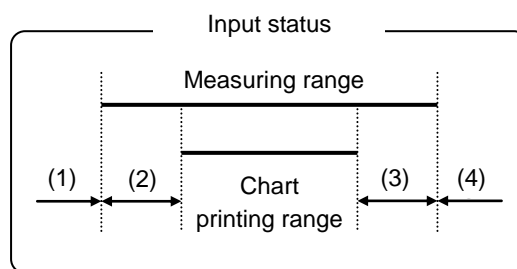 Input status
Measuring range
(1)
(2)
(3)
(4)
Chart
printing range